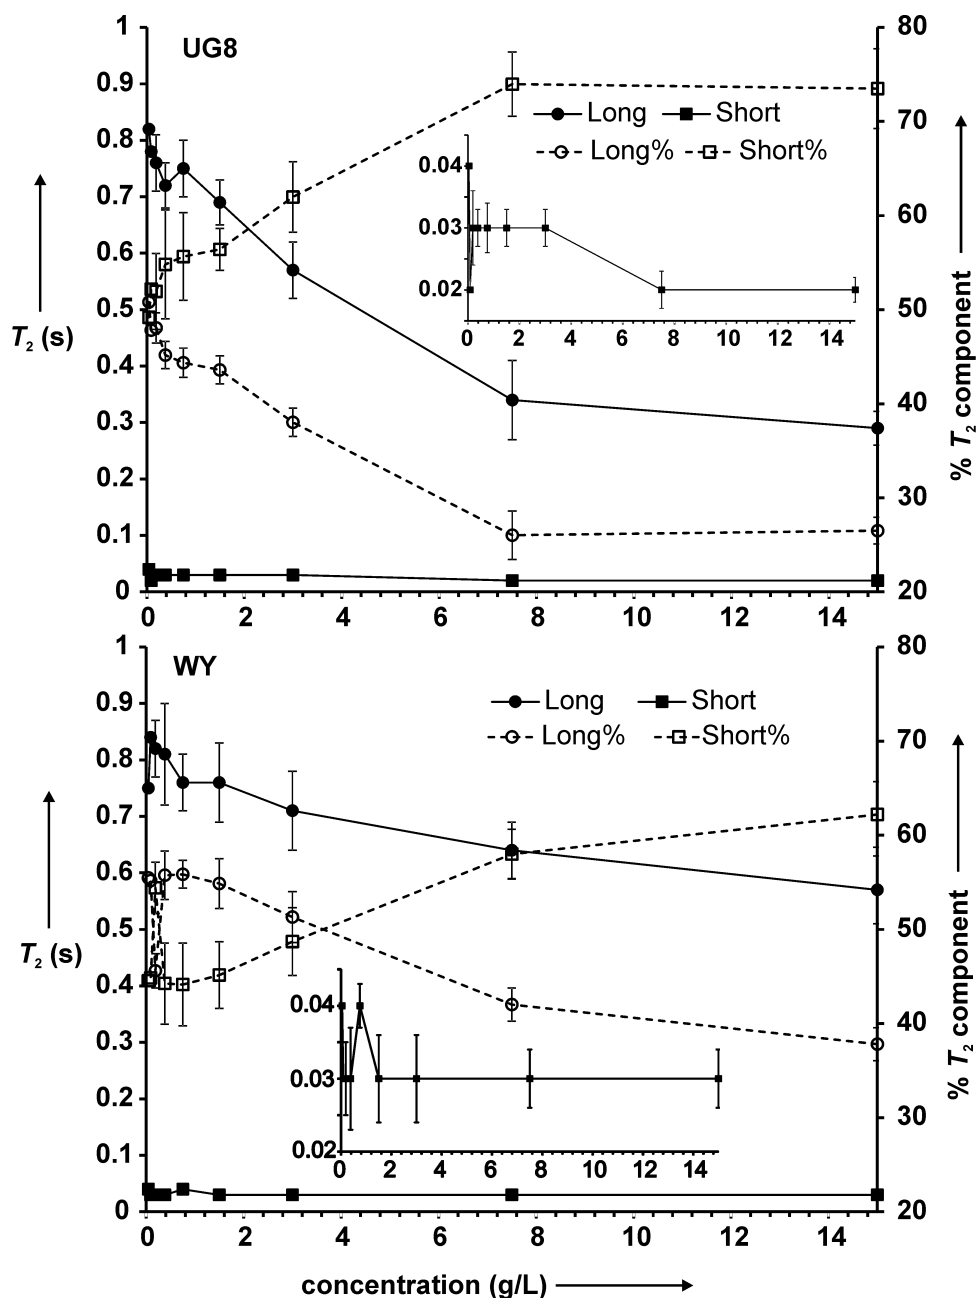 UG8
1
0.9
0.8
0.7
0.6
0.5
0.4
0.3
0.2
0.1
0
T2 (s)
Long Short
Long% Short%
0.04
0.03
0.02
0 2 4 6 8 10 12 14
80
70
60
50
40
30
20
% T2 component
0 2 4 6 8 10 12 14
WY
1
0.9
0.8
0.7
0.6
0.5
0.4
0.3
0.2
0.1
0
T2 (s)
Long Short
Long% Short%
0.04
0.03
0.02
0 2 4 6 8 10 12 14
80
70
60
50
40
30
20
% T2 component
0 2 4 6 8 10 12 14
concentration (g/L)